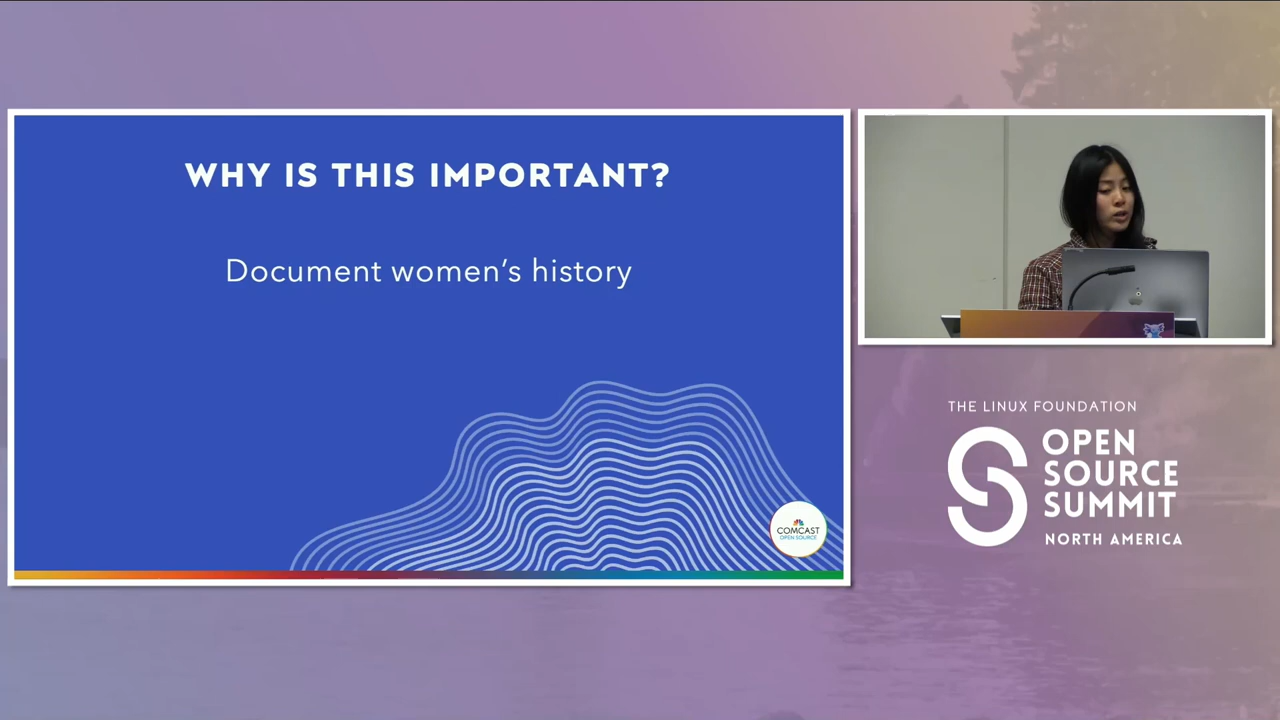 WHY IS THIS IMPORTANT?
Document women's history
COMCAST
OPEN SOURCE
THE LINUX FOUNDATION
OPEN
SOURCE
SUMMIT
NORTH AMERICA